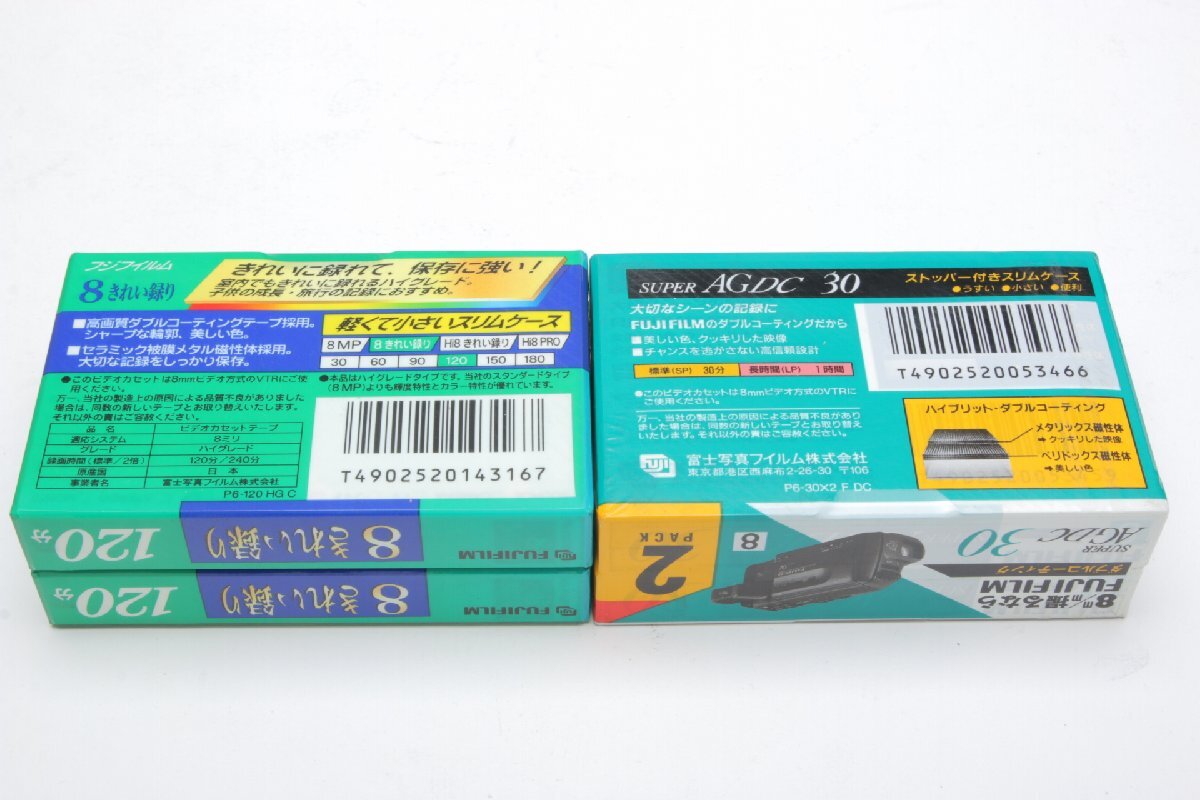 フジフイルム
8きれい録り
きれいに録れて、保存に強い!
室内でもきれいに録れるハイグレード。
子供の成長・旅行の記録におすすめ。
■高画質ダブルコーティングテープ採用。
シャープな輪郭、美しい色。
■セラミック被膜メタル磁性体採用。
大切な記録をしっかり保存。
軽くて小さいスリムケース
8 MP 8きれい録り Hi8きれい録り Hi8 PRO
30 60 90 120 150 180
●このビデオカセットは8mmビデオ方式のVTRにご使
用ください。
万一、当社の製造上の原因による品質不良がありました
場合は、同数の新しいテープとお取り替えいたします。
それ以外の責はご容赦ください。
●本品はハイグレードタイプです。当社のスタンダードタイプ
(8MP)よりも輝度特性とカラー特性が優れています。
品名 ビデオカセットテープ
適応システム 8ミリ
グレード ハイグレード
録画時間(標準/2倍) 120分/240分
原産国 日本
事業者名 富士写真フイルム株式会社
P6-120 HG C
T4902520143167
120分 8きれい録り FUJIFILM
120分 8きれい録り FUJIFILM
SUPER AG DC 30
ストッパー付きスリムケース
●うすい ●小さい ●便利
大切なシーンの記録に
FUJIFILMのダブルコーティングだから
■美しい色、クッキリした映像
■チャンスを逃がさない高信頼設計
標準(SP) 30分 長時間(LP) 1時間
●このビデオカセットは8mmビデオ方式のVTRに
ご使用ください。
万一、当社の製造上の原因による品質不良があり
ました場合は、同数の新しいテープとお取り替え
いたします。それ以外の責はご容赦ください。
T4902520053466
ハイブリット・ダブルコーティング
メタリックス磁性体
➡クッキリした映像
ベリドックス磁性体
➡美しい色
FUJI 富士写真フイルム株式会社
東京都港区西麻布2-26-30 〒106
P6-30×2 F DC
2
PACK
8
SUPER AG DC 30
ダブルコーティング
8ミリ撮るなら
FUJI FILM